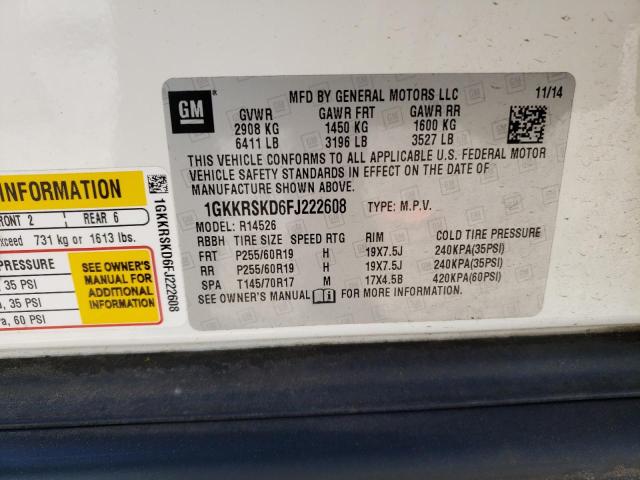 GM
MFD BY GENERAL MOTORS LLC 11/14
GVWR GAWR FRT GAWR RR
2908 KG 1450 KG 1600 KG
6411 LB 3196 LB 3527 LB
THIS VEHICLE CONFORMS TO ALL APPLICABLE U.S. FEDERAL MOTOR
VEHICLE SAFETY STANDARDS IN EFFECT ON THE DATE OF
MANUFACTURE SHOWN ABOVE.
1GKKRSKD6FJ222608 TYPE: M.P.V.
MODEL: R14526
RBBH TIRE SIZE SPEED RTG RIM COLD TIRE PRESSURE
FRT P255/60R19 H 19X7.5J 240KPA(35PSI)
RR P255/60R19 H 19X7.5J 240KPA(35PSI)
SPA T145/70R17 M 17X4.5B 420KPA(60PSI)
SEE OWNER'S MANUAL FOR MORE INFORMATION.
INFORMATION
FRONT 2 REAR 6
exceed 731 kg or 1613 lbs.
PRESSURE
35 PSI
35 PSI
60 PSI
SEE OWNER'S
MANUAL FOR
ADDITIONAL
INFORMATION
1GKKRSKD6FJ222608